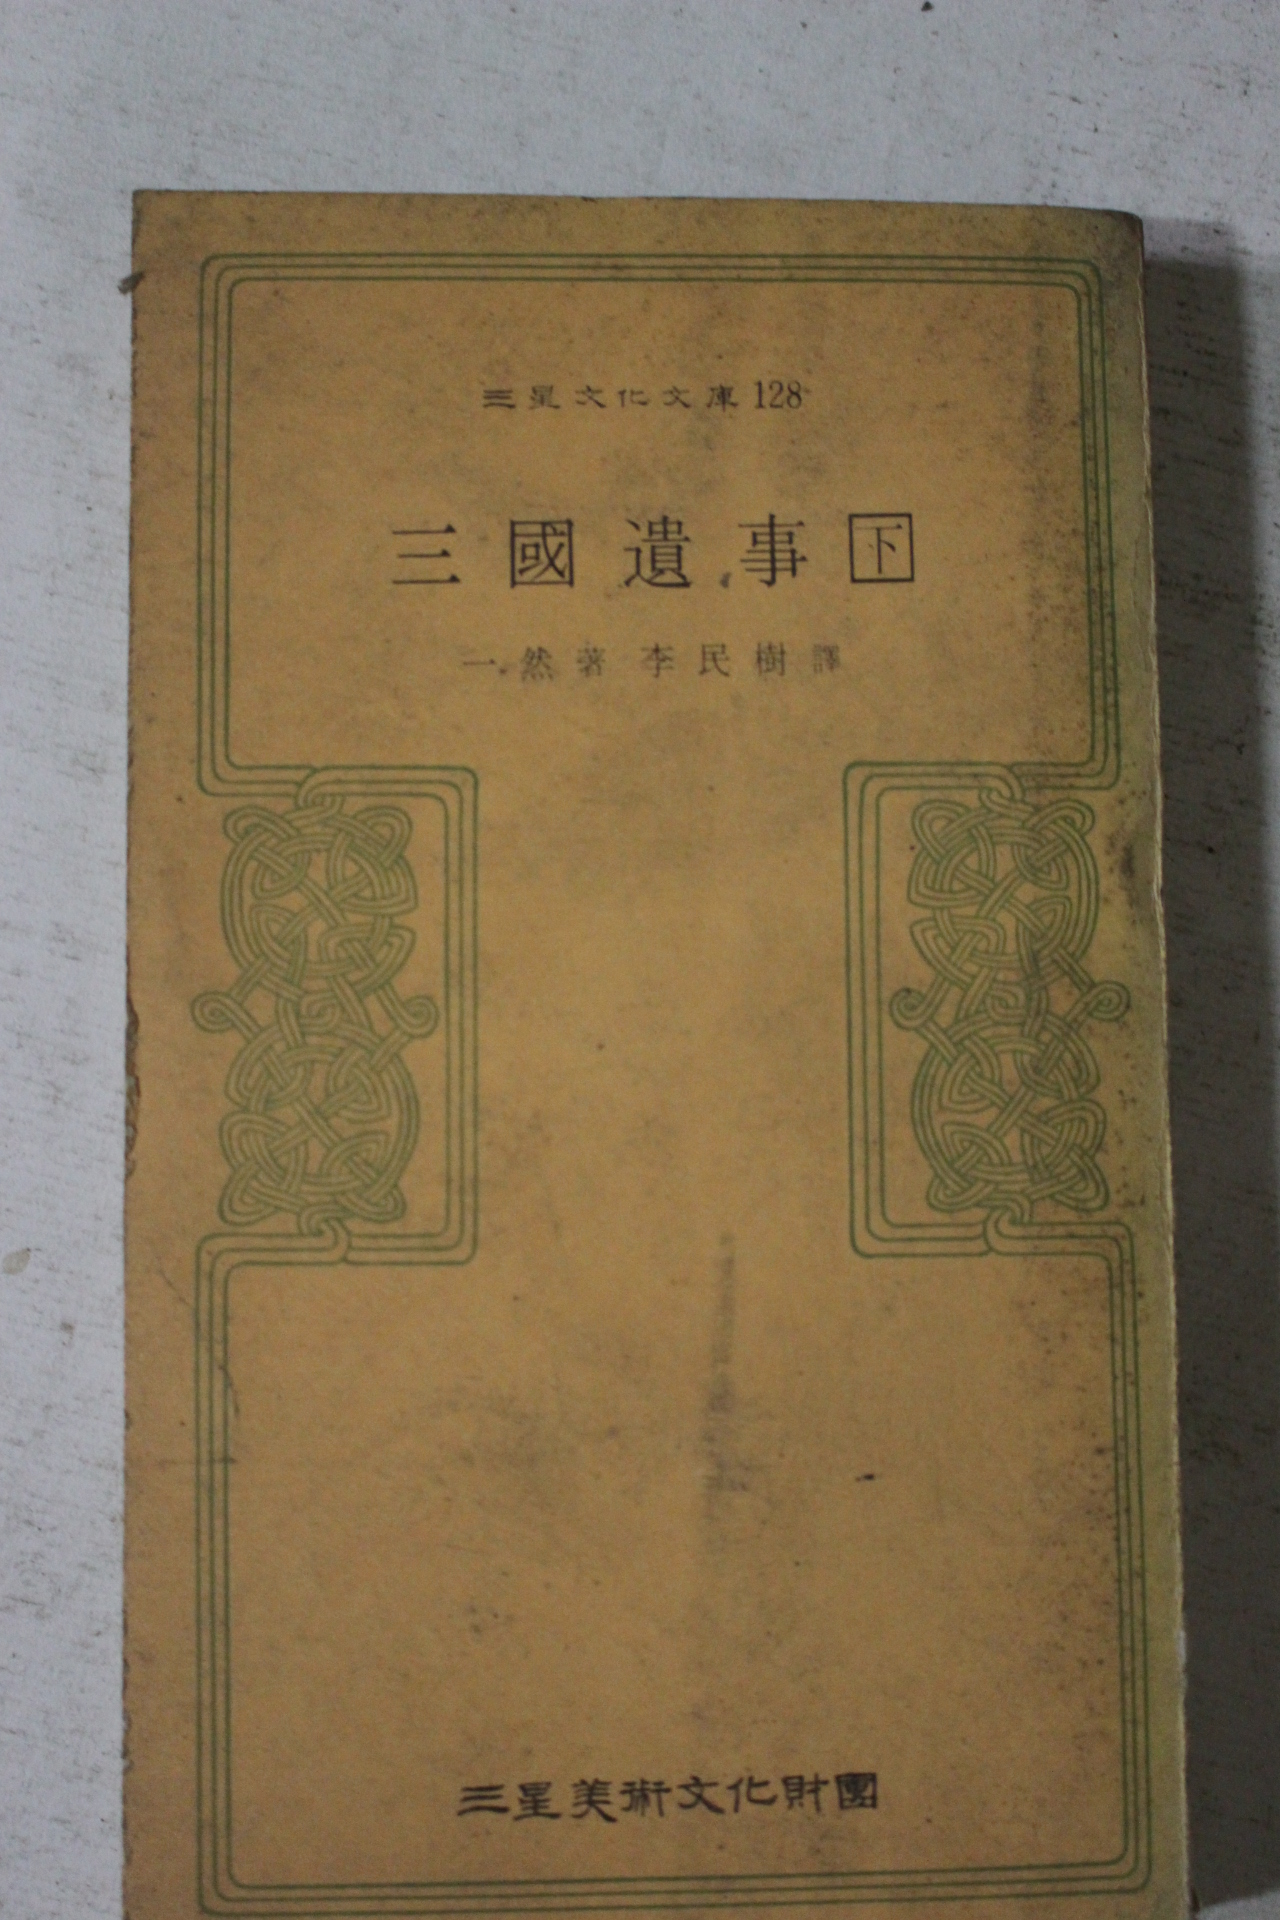 三星文化文庫 128
三國遺事 下
一然著 李民樹 譯
三星美術文化財團